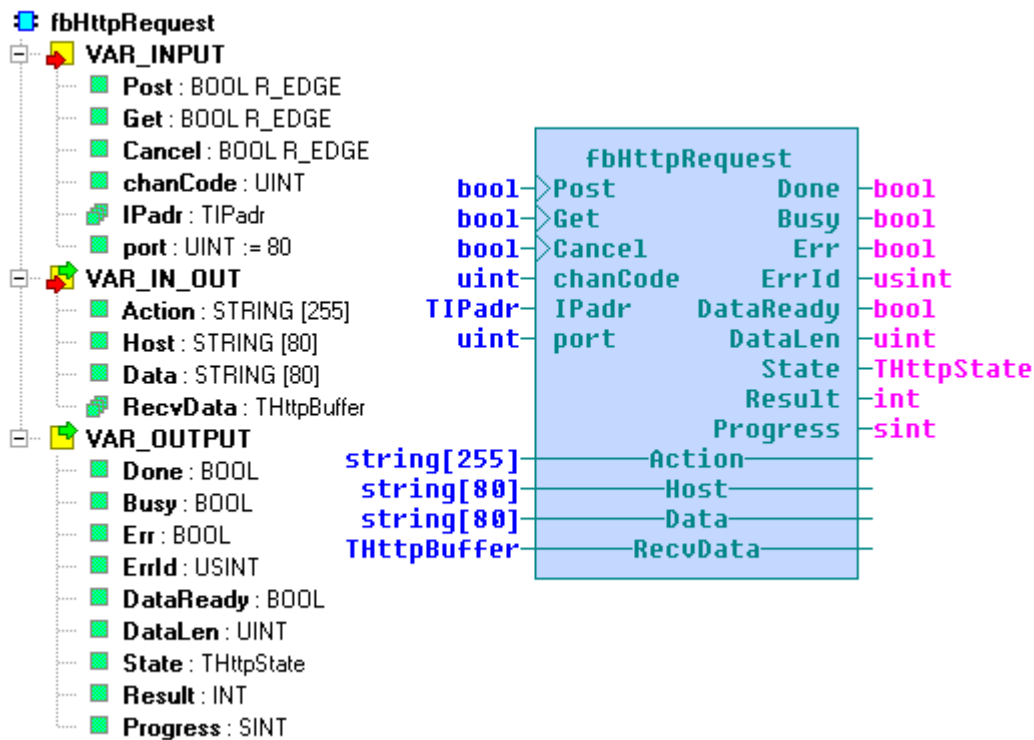 fbHttpRequest
VAR_INPUT
Post : BOOL R_EDGE
Get : BOOL R_EDGE
Cancel : BOOL R_EDGE
chanCode : UINT
IPadr : TIPadr
port : UINT := 80
VAR_IN_OUT
Action : STRING [255]
Host : STRING [80]
Data : STRING [80]
RecvData : THttpBuffer
VAR_OUTPUT
Done : BOOL
Busy : BOOL
Err : BOOL
ErrId : USINT
DataReady : BOOL
DataLen : UINT
State : THttpState
Result : INT
Progress : SINT
fbHttpRequest
bool Post Done bool
bool Get Busy bool
bool Cancel Err bool
uint chanCode ErrId usint
TIPadr IPadr DataReady bool
uint port DataLen uint
State THttpState
Result int
Progress sint
string[255] Action
string[80] Host
string[80] Data
THttpBuffer RecvData